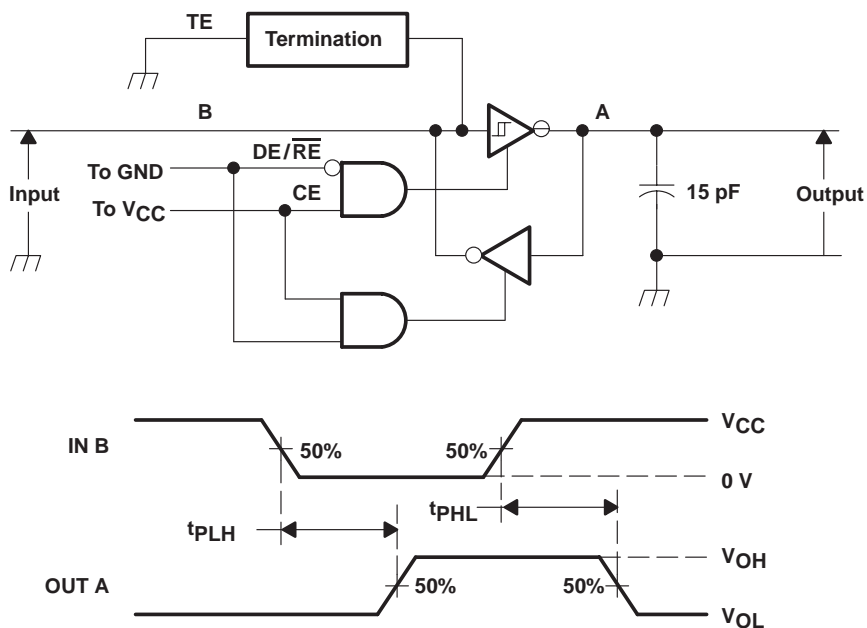 TE
Termination
B
A
DE/RE
To GND
CE
Input
To VCC
15 pF
Output
VCC
IN B
50%
50%
0 V
tPLH
tPHL
VOH
OUT A
50%
50%
VOL